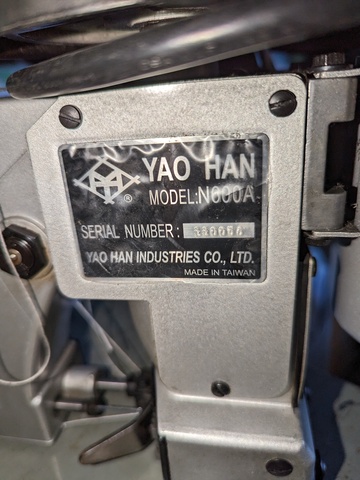 YAO HAN
MODEL:N600A
SERIAL NUMBER :
YAO HAN INDUSTRIES CO., LTD.
MADE IN TAIWAN